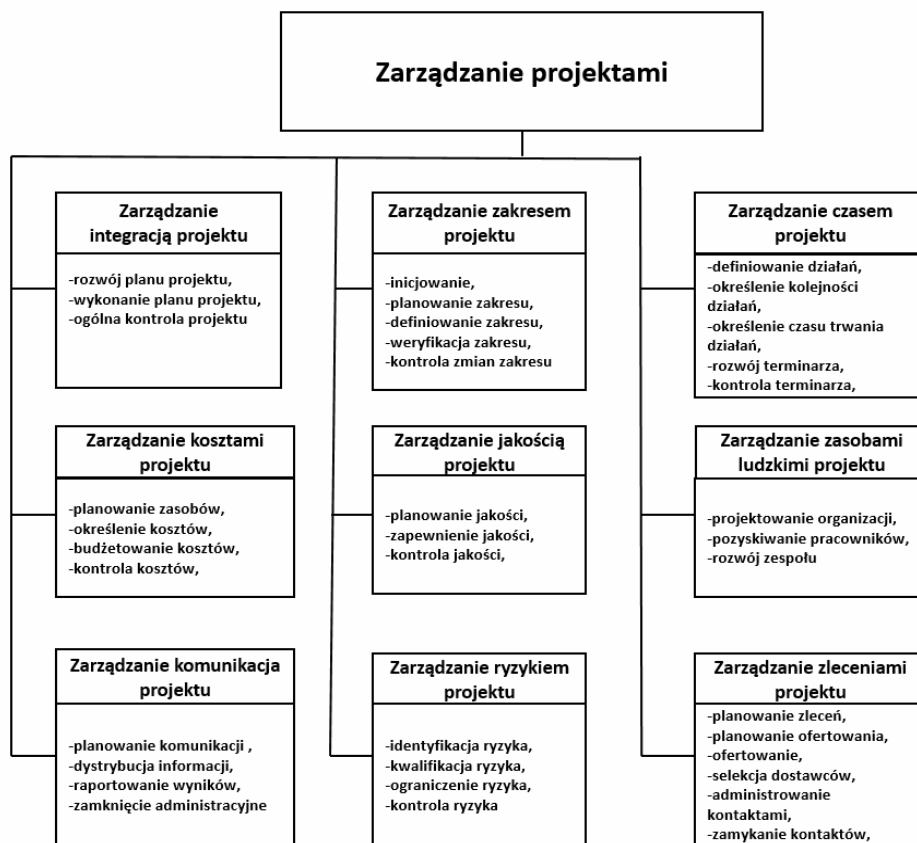 Zarządzanie projektami
Zarządzanie
integracją projektu
-rozwój planu projektu,
-wykonanie planu projektu,
-ogólna kontrola projektu
Zarządzanie zakresem
projektu
-inicjowanie,
-planowanie zakresu,
-definiowanie zakresu,
-weryfikacja zakresu,
-kontrola zmian zakresu
Zarządzanie czasem
projektu
-definiowanie działań,
-określenie kolejności
działań,
-określenie czasu trwania
działań,
-rozwój terminarza,
-kontrola terminarza,
Zarządzanie kosztami
projektu
-planowanie zasobów,
-określenie kosztów,
-budżetowanie kosztów,
-kontrola kosztów,
Zarządzanie jakością
projektu
-planowanie jakości,
-zapewnienie jakości,
-kontrola jakości,
Zarządzanie zasobami
ludzkimi projektu
-projektowanie organizacji,
-pozyskiwanie pracowników,
-rozwój zespołu
Zarządzanie komunikacja
projektu
-planowanie komunikacji ,
-dystrybucja informacji,
-raportowanie wyników,
-zamknięcie administracyjne
Zarządzanie ryzykiem
projektu
-identyfikacja ryzyka,
-kwalifikacja ryzyka,
-ograniczenie ryzyka,
-kontrola ryzyka
Zarządzanie zleceniami
projektu
-planowanie zleceń,
-planowanie ofertowania,
-ofertowanie,
-selekcja dostawców,
-administrowanie
kontaktami,
-zamykanie kontaktów,